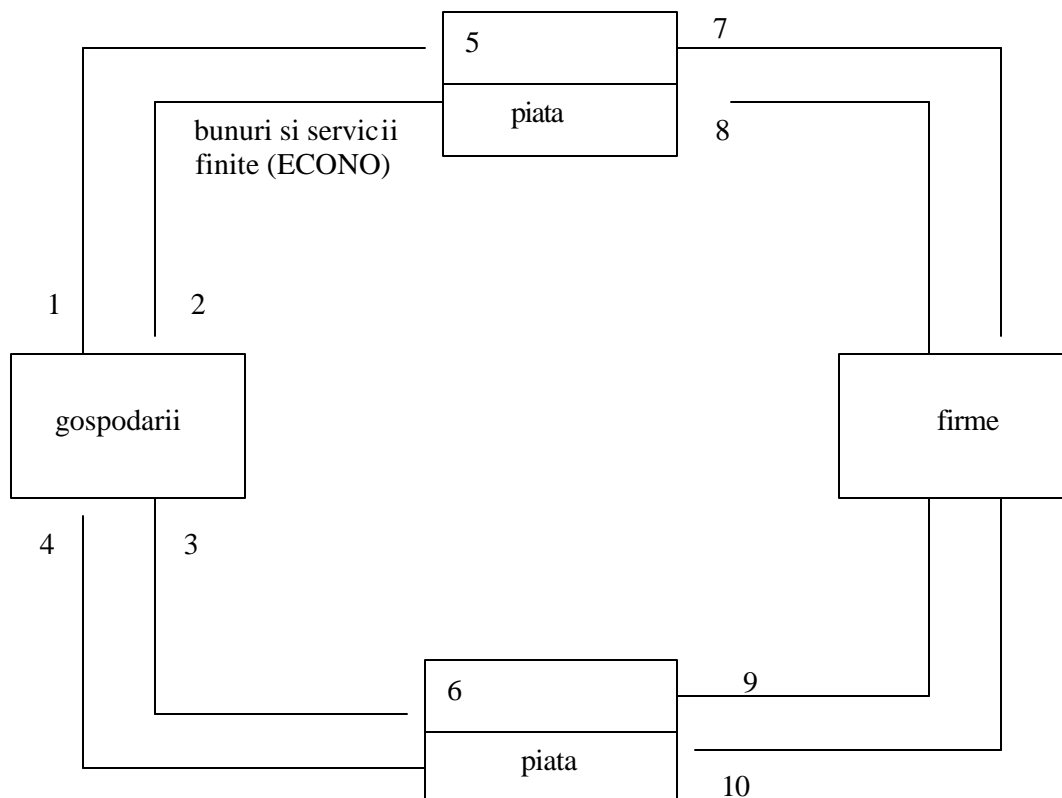 5
7
piata
8
bunuri si servicii
finite (ECONO)
1
2
gospodarii
firme
4
3
6
9
piata
10